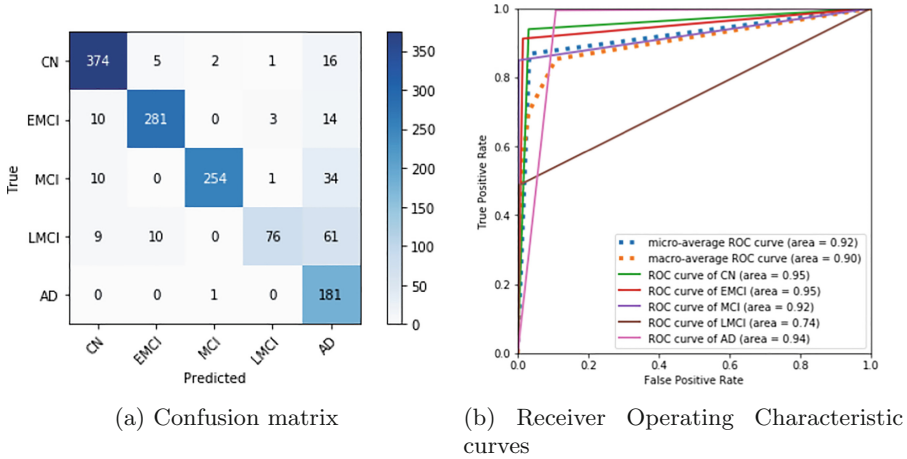 CN 374 5 2 1 16
EMCI 10 281 0 3 14
MCI 10 0 254 1 34
LMCI 9 10 0 76 61
AD 0 0 1 0 181
True
CN EMCI MCI LMCI AD
Predicted
350
300
250
200
150
100
50
0
(a) Confusion matrix
1.0
0.8
0.6
0.4
0.2
0.0
True Positive Rate
micro-average ROC curve (area = 0.92)
macro-average ROC curve (area = 0.90)
ROC curve of CN (area = 0.95)
ROC curve of EMCI (area = 0.95)
ROC curve of MCI (area = 0.92)
ROC curve of LMCI (area = 0.74)
ROC curve of AD (area = 0.94)
0.0 0.2 0.4 0.6 0.8 1.0
False Positive Rate
(b) Receiver Operating Characteristic
curves